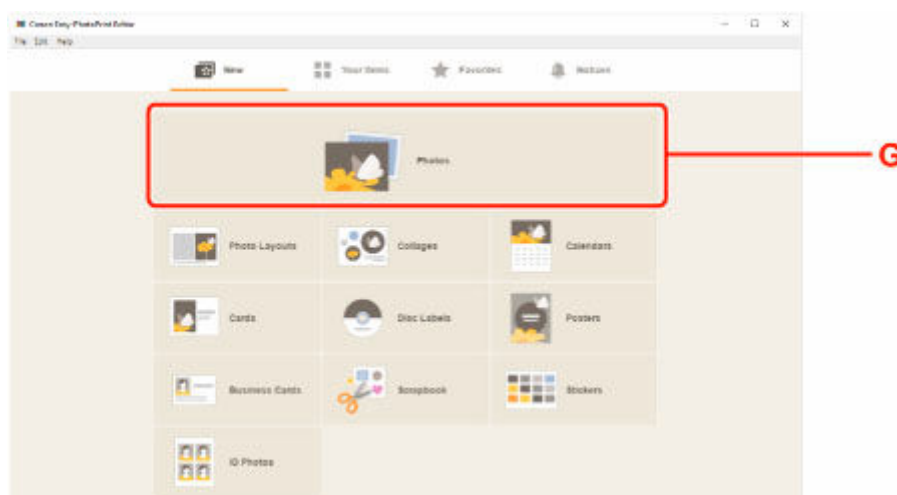 Canon Easy-PhotoPrint Editor
File Edit Help
New Your Items Favorites Notices
Photos
G
Photo Layouts Collages Calendars
Cards Disc Labels Posters
Business Cards Scrapbook Stickers
ID Photos